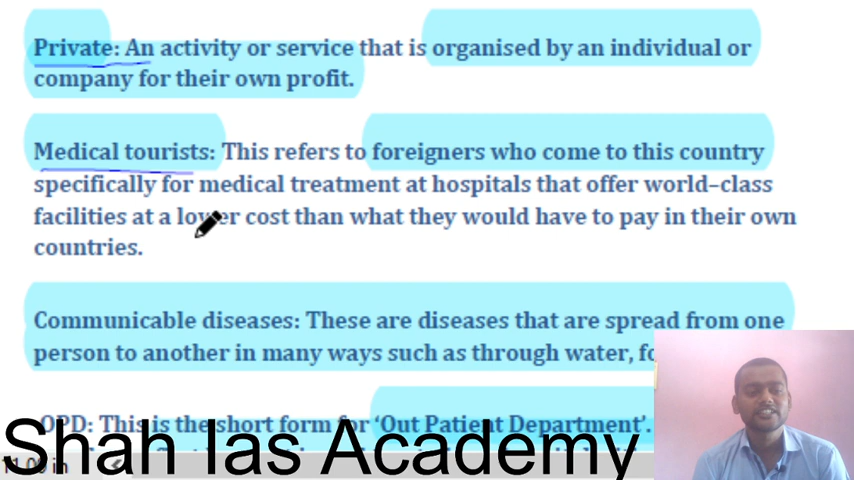 Private: An activity or service that is organised by an individual or
company for their own profit.
Medical tourists: This refers to foreigners who come to this country
specifically for medical treatment at hospitals that offer world–class
facilities at a lower cost than what they would have to pay in their own
countries.
Communicable diseases: These are diseases that are spread from one
person to another in many ways such as through water,
OPD: This is the short form for ‘Out Patient Department’.
Shah Ias Academy